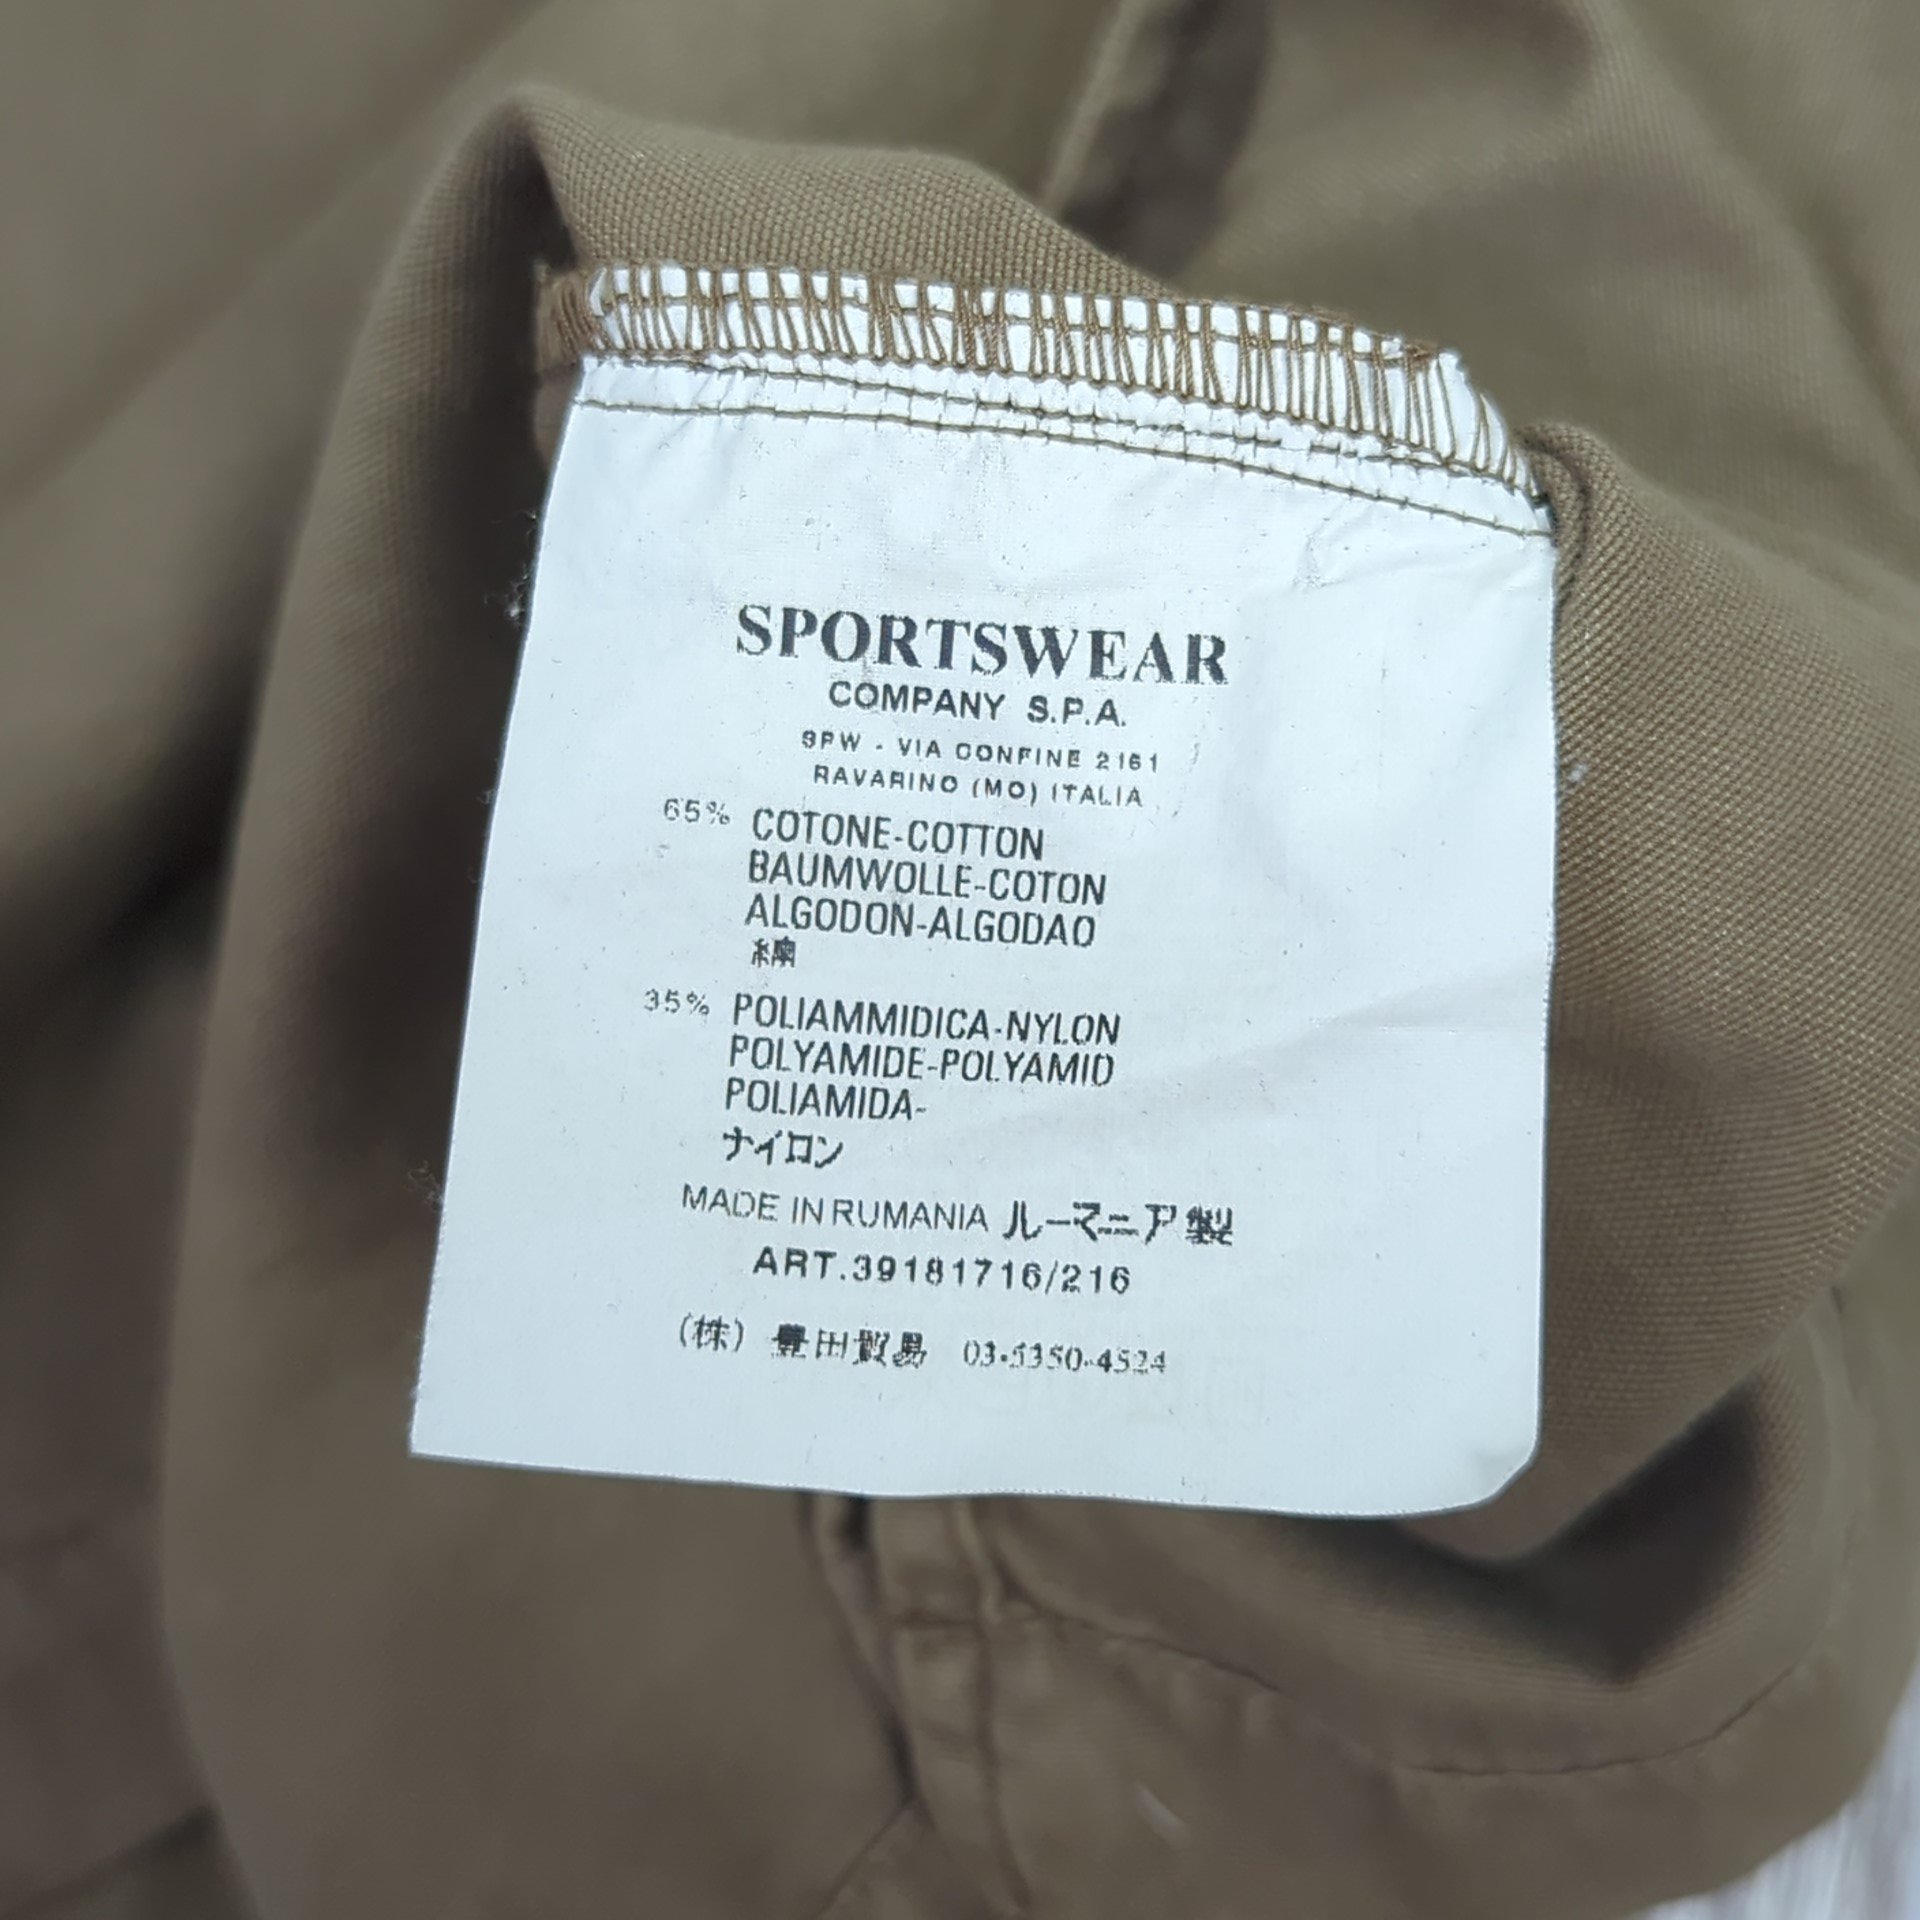 SPORTSWEAR
COMPANY S.P.A.
SPW - VIA CONFINE 2161
RAVARINO (MO) ITALIA
65% COTONE-COTTON
BAUMWOLLE-COTON
ALGODON-ALGODAO
綿
35% POLIAMMIDICA-NYLON
POLYAMIDE-POLYAMID
POLIAMIDA-
ナイロン
MADE IN RUMANIA ルーマニア製
ART.39181716/216
(株) 豊田貿易 03-5350-4524